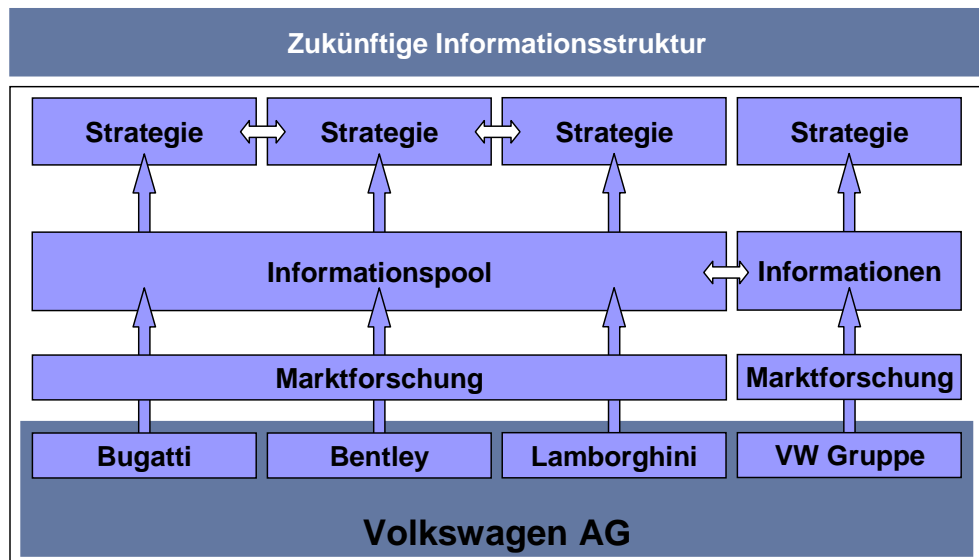 Zukünftige Informationsstruktur
Strategie Strategie Strategie Strategie
Informationspool Informationen
Marktforschung Marktforschung
Bugatti Bentley Lamborghini VW Gruppe
Volkswagen AG